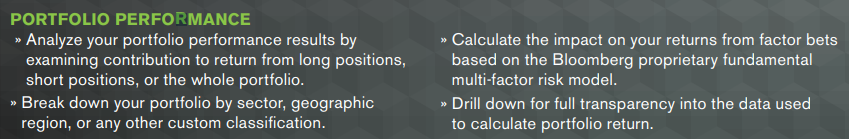 PORTFOLIO PERFORMANCE
» Analyze your portfolio performance results by
examining contribution to return from long positions,
short positions, or the whole portfolio.
» Break down your portfolio by sector, geographic
region, or any other custom classification.
» Calculate the impact on your returns from factor bets
based on the Bloomberg proprietary fundamental
multi-factor risk model.
» Drill down for full transparency into the data used
to calculate portfolio return.